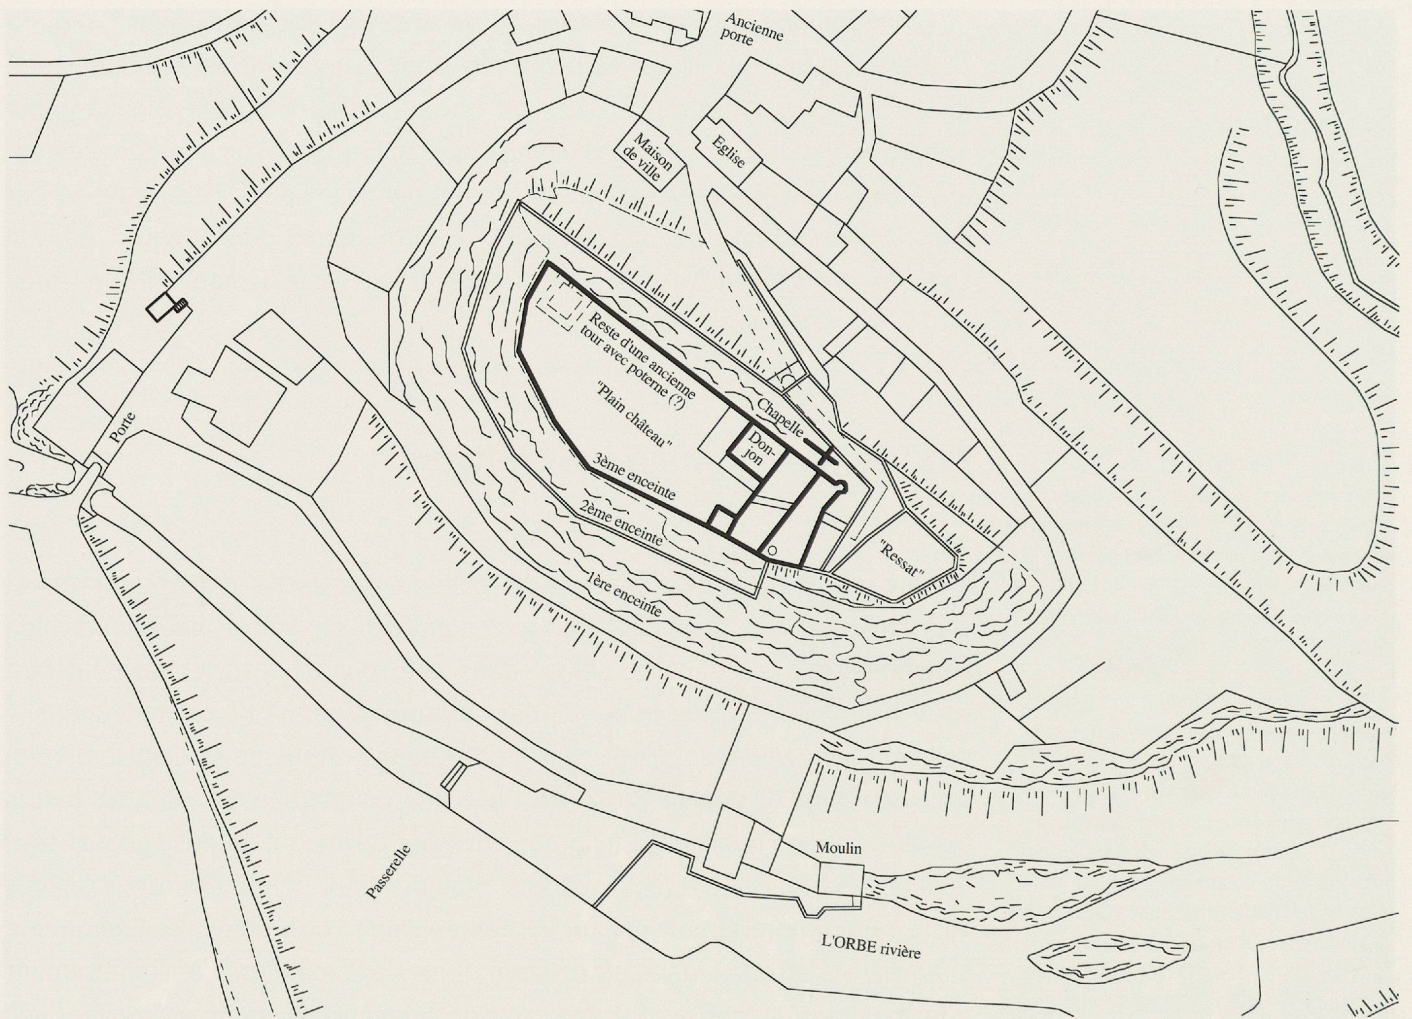 Ancienne
porte
Maison
de ville
Eglise
Reste d'une ancienne
tour avec poterne (?)
"Plain château"
Chapelle
Don-
jon
3ème enceinte
2ème enceinte
1ère enceinte
"Ressat"
Porte
Passerelle
Moulin
L'ORBE rivière